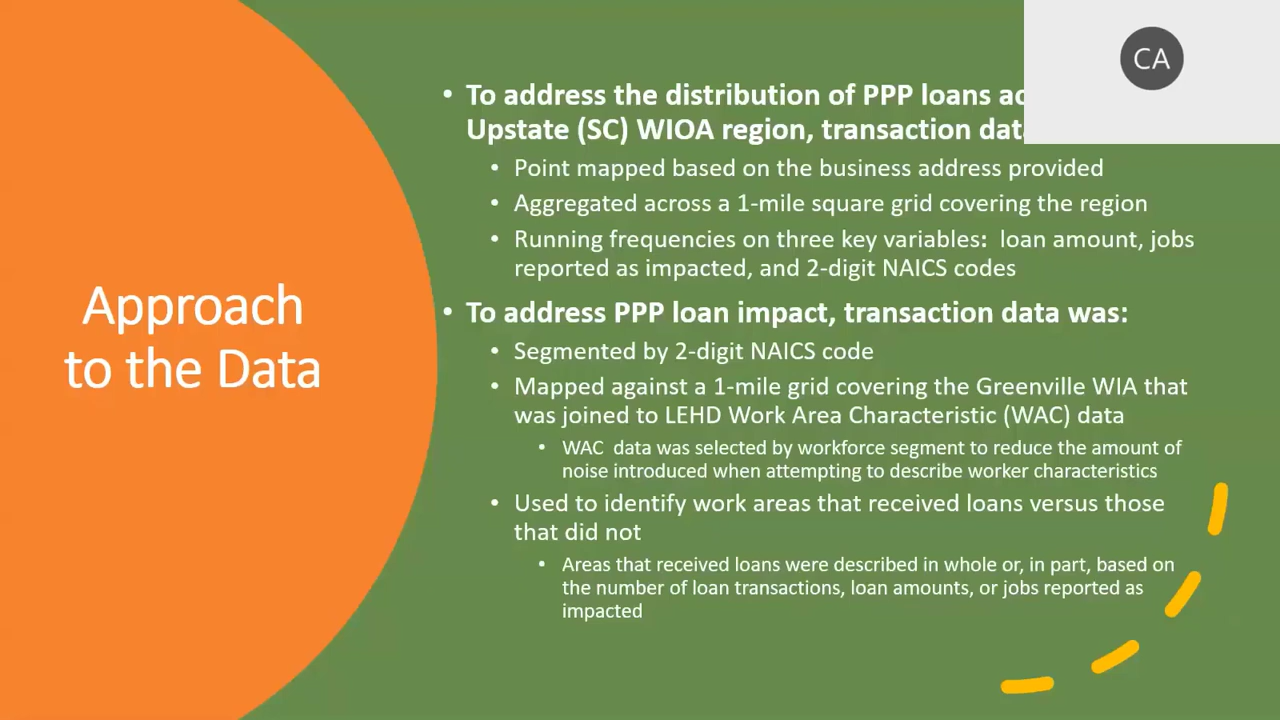 CA
Approach
to the Data
• To address the distribution of PPP loans
Upstate (SC) WIOA region, transaction
• Point mapped based on the business address provided
• Aggregated across a 1-mile square grid covering the region
• Running frequencies on three key variables: loan amount, jobs
reported as impacted, and 2-digit NAICS codes
• To address PPP loan impact, transaction data was:
• Segmented by 2-digit NAICS code
• Mapped against a 1-mile grid covering the Greenville WIA that
was joined to LEHD Work Area Characteristic (WAC) data
• WAC data was selected by workforce segment to reduce the amount of
noise introduced when attempting to describe worker characteristics
• Used to identify work areas that received loans versus those
that did not
• Areas that received loans were described in whole or, in part, based on
the number of loan transactions, loan amounts, or jobs reported as
impacted